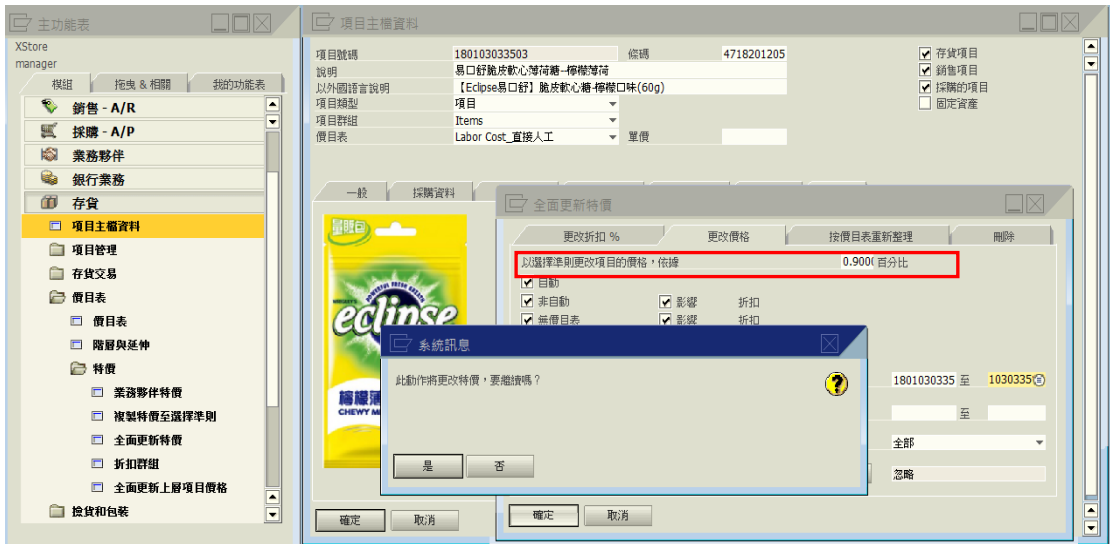 主功能表
XStore
manager
模組
拖曳 & 相關
我的功能表
銷售 - A/R
採購 - A/P
業務夥伴
銀行業務
存貨
項目主檔資料
項目管理
存貨交易
價目表
價目表
階層與延伸
特價
業務夥伴特價
複製特價至選擇準則
全面更新特價
折扣群組
全面更新上層項目價格
撿貨和包裝
項目主檔資料
項目號碼 180103033503 條碼 4718201205
說明 易口舒脆皮軟心薄荷糖--檸檬薄荷
以外國語言說明 【Eclipse易口舒】脆皮軟心糖-檸檬口味(60g)
項目類型 項目
項目群組 Items
價目表 Labor Cost_直接人工 單價
存貨項目
銷售項目
採購的項目
固定資產
一般 採購資料
量販包
WRIGLEY'S
POWERFUL FRESH BREATH
eclipse
檸檬薄
CHEWY M
全面更新特價
更改折扣 % 更改價格 按價目表重新整理 刪除
以選擇準則更改項目的價格，依據 0.900( 百分比
自動
非自動 影響 折扣
無價目表 影響 折扣
1801030335 至 1030335
至
全部
忽略
系統訊息
此動作將更改特價，要繼續嗎？
是 否
確定 取消
確定 取消